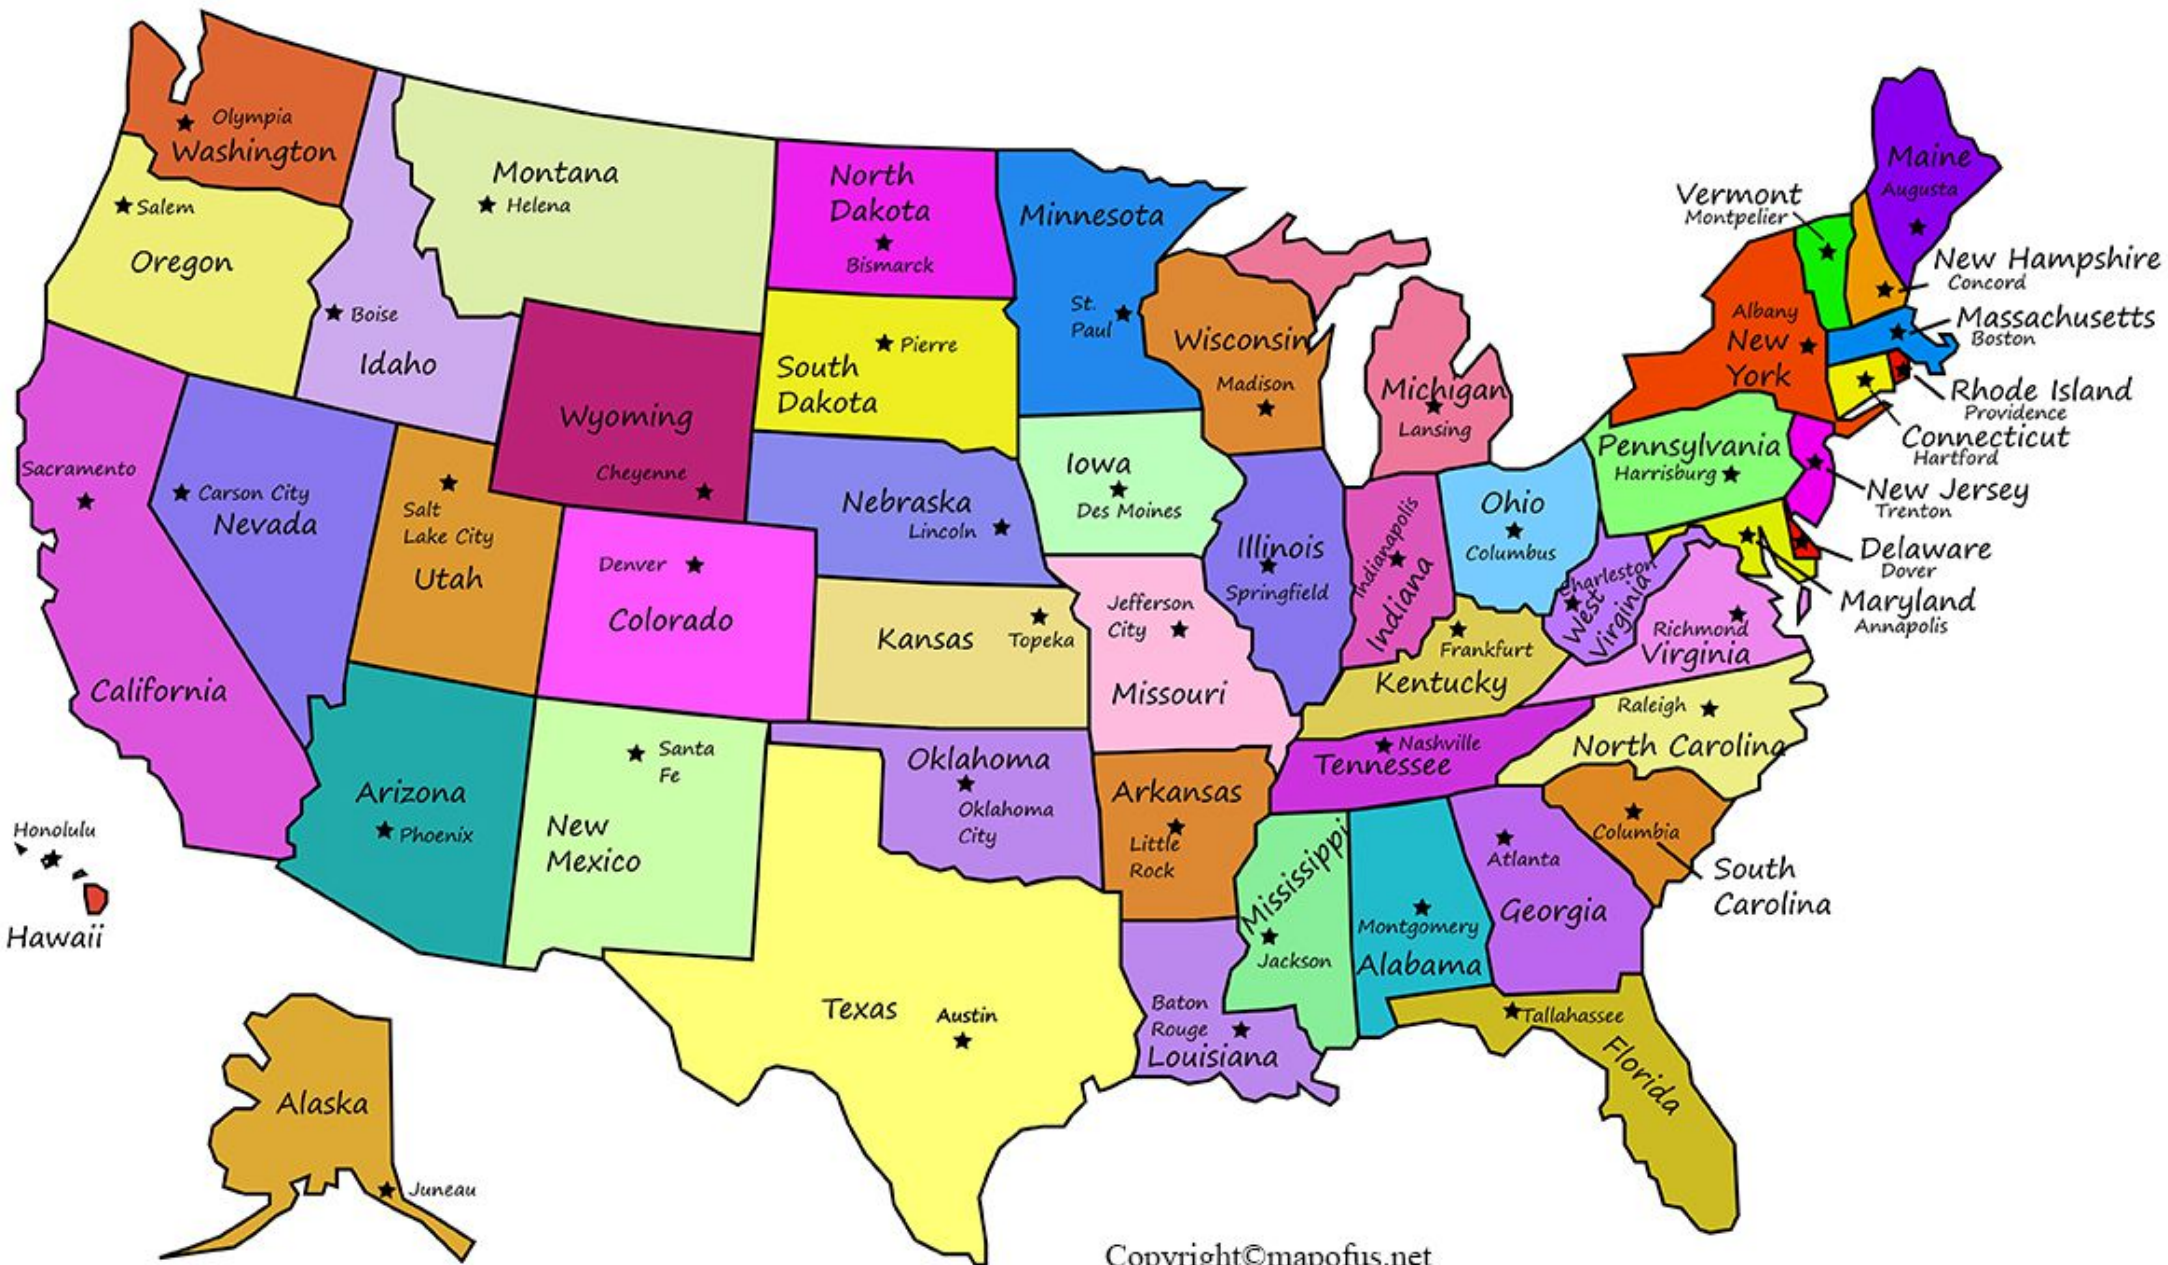 Olympia
Washington
Salem
Oregon
Boise
Idaho
Montana
Helena
North
Dakota
Bismarck
Minnesota
St.
Paul
South
Dakota
Pierre
Wyoming
Cheyenne
Wisconsin
Madison
Michigan
Lansing
Vermont
Montpelier
Maine
Augusta
New Hampshire
Concord
Massachusetts
Boston
Albany
New
York
Rhode Island
Providence
Connecticut
Hartford
Pennsylvania
Harrisburg
New Jersey
Trenton
Delaware
Dover
Maryland
Annapolis
Sacramento
California
Carson City
Nevada
Salt
Lake City
Utah
Denver
Colorado
Nebraska
Lincoln
Iowa
Des Moines
Illinois
Springfield
Indianapolis
Indiana
Ohio
Columbus
Charleston
West
Virginia
Richmond
Virginia
Kansas
Topeka
Jefferson
City
Missouri
Frankfurt
Kentucky
Raleigh
North Carolina
Nashville
Tennessee
Arizona
Phoenix
Santa
Fe
New
Mexico
Oklahoma
Oklahoma
City
Arkansas
Little
Rock
Mississippi
Jackson
Montgomery
Alabama
Atlanta
Georgia
Columbia
South
Carolina
Honolulu
Hawaii
Alaska
Juneau
Texas
Austin
Baton
Rouge
Louisiana
Tallahassee
Florida
Copyright©mapofus.net